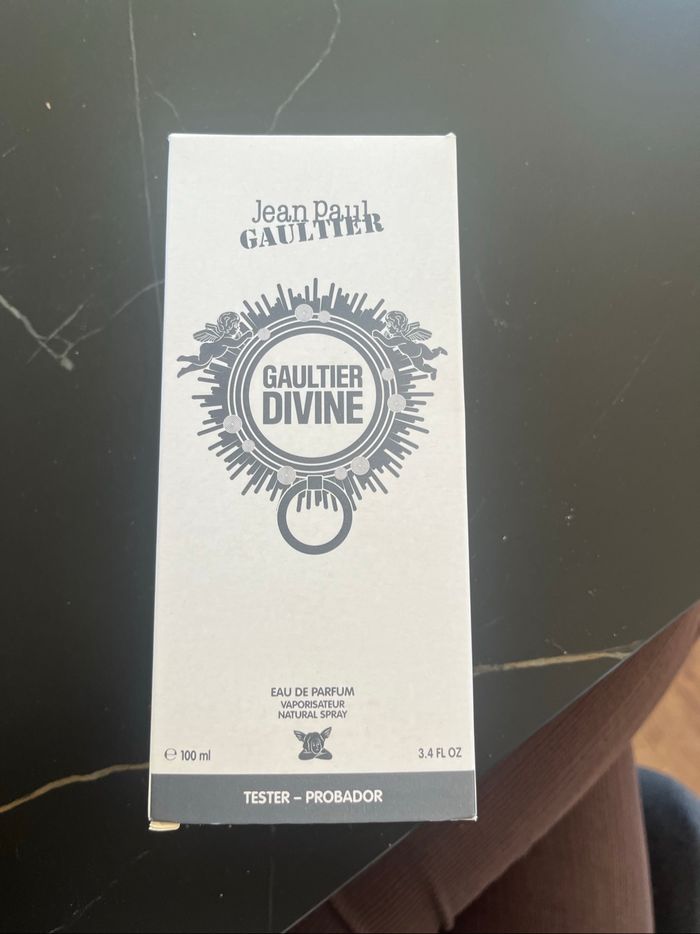 Jean Paul
GAULTIER
GAULTIER
DIVINE
EAU DE PARFUM
VAPORISATEUR
NATURAL SPRAY
℮ 100 ml
3.4 FL OZ
TESTER – PROBADOR